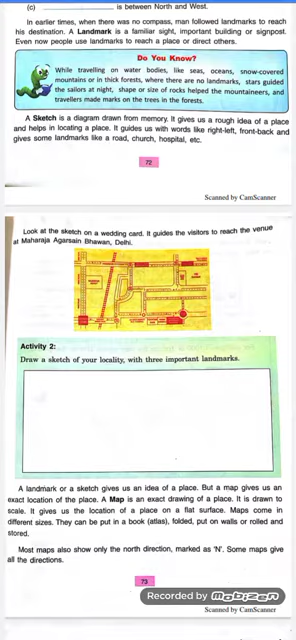 (c) ____________ is between North and West.
In earlier times, when there was no compass, man followed landmarks to reach
his destination. A Landmark is a familiar sight, important building or signpost.
Even now people use landmarks to reach a place or direct others.
Do You Know?
While travelling on water bodies, like seas, oceans, snow-covered
mountains or in thick forests, where there are no landmarks, stars guided
the sailors at night, shape or size of rocks helped the mountaineers, and
travellers made marks on the trees in the forests.
A Sketch is a diagram drawn from memory. It gives us a rough idea of a place
and helps in locating a place. It guides us with words like right-left, front-back and
gives some landmarks like a road, church, hospital, etc.
72
Scanned by CamScanner
Look at the sketch on a wedding card. It guides the visitors to reach the venue
at Maharaja Agarsain Bhawan, Delhi.
Activity 2:
Draw a sketch of your locality, with three important landmarks.
A landmark or a sketch gives us an idea of a place. But a map gives us an
exact location of the place. A Map is an exact drawing of a place. It is drawn to
scale. It gives us the location of a place on a flat surface. Maps come in
different sizes. They can be put in a book (atlas), folded, put on walls or rolled and
stored.
Most maps also show only the north direction, marked as 'N'. Some maps give
all the directions.
73
Recorded by mobizen
Scanned by CamScanner